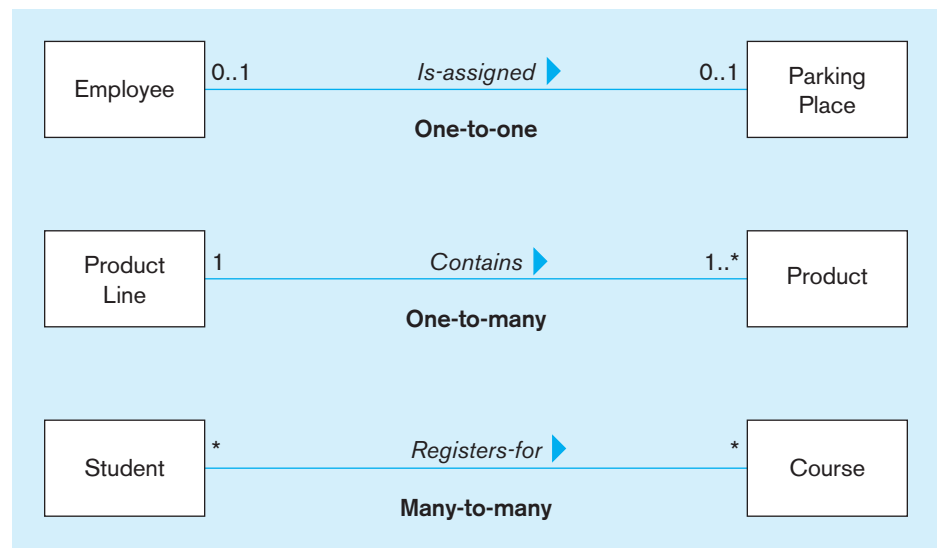 Employee
0..1
Is-assigned
0..1
Parking
Place
One-to-one
Product
Line
1
Contains
1..*
Product
One-to-many
Student
*
Registers-for
*
Course
Many-to-many